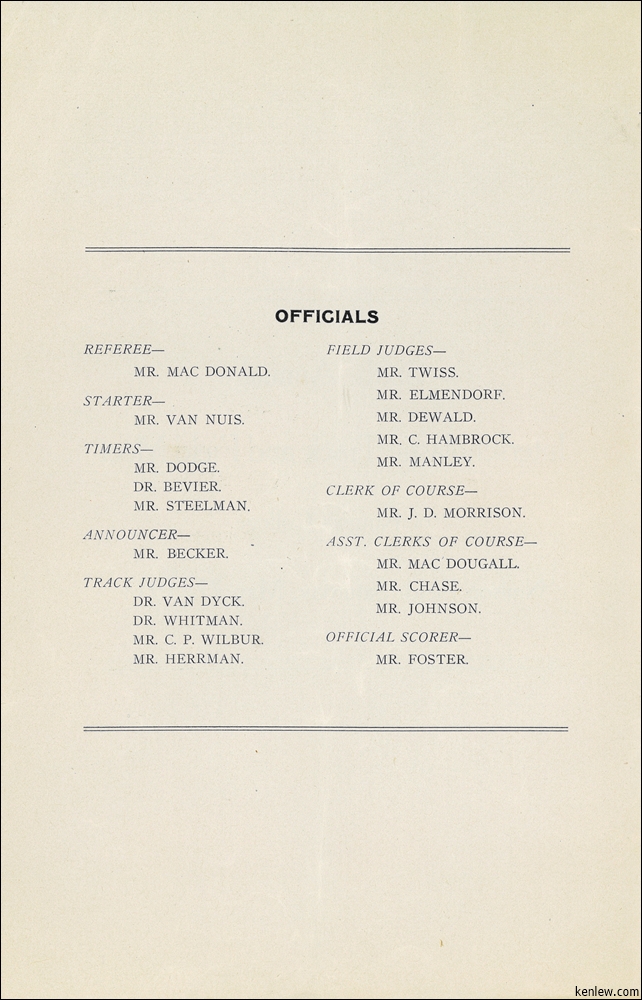 OFFICIALS
REFEREE—
MR. MAC DONALD.
STARTER—
MR. VAN NUIS.
TIMERS—
MR. DODGE.
DR. BEVIER.
MR. STEELMAN.
ANNOUNCER—
MR. BECKER.
TRACK JUDGES—
DR. VAN DYCK.
DR. WHITMAN.
MR. C. P. WILBUR.
MR. HERRMAN.
FIELD JUDGES—
MR. TWISS.
MR. ELMENDORF.
MR. DEWALD.
MR. C. HAMBROCK.
MR. MANLEY.
CLERK OF COURSE—
MR. J. D. MORRISON.
ASST. CLERKS OF COURSE—
MR. MAC DOUGALL.
MR. CHASE.
MR. JOHNSON.
OFFICIAL SCORER—
MR. FOSTER.
kenlew.com